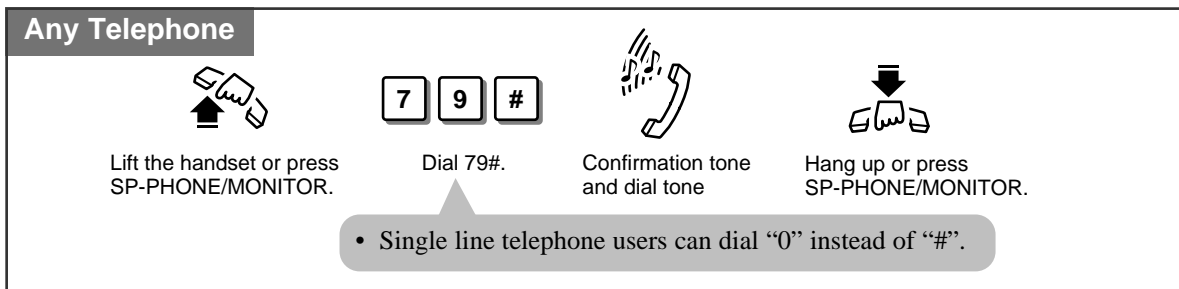 Any Telephone
7 9 #
Lift the handset or press
SP-PHONE/MONITOR.
Dial 79#.
Confirmation tone
and dial tone
Hang up or press
SP-PHONE/MONITOR.
• Single line telephone users can dial “0” instead of “#”.